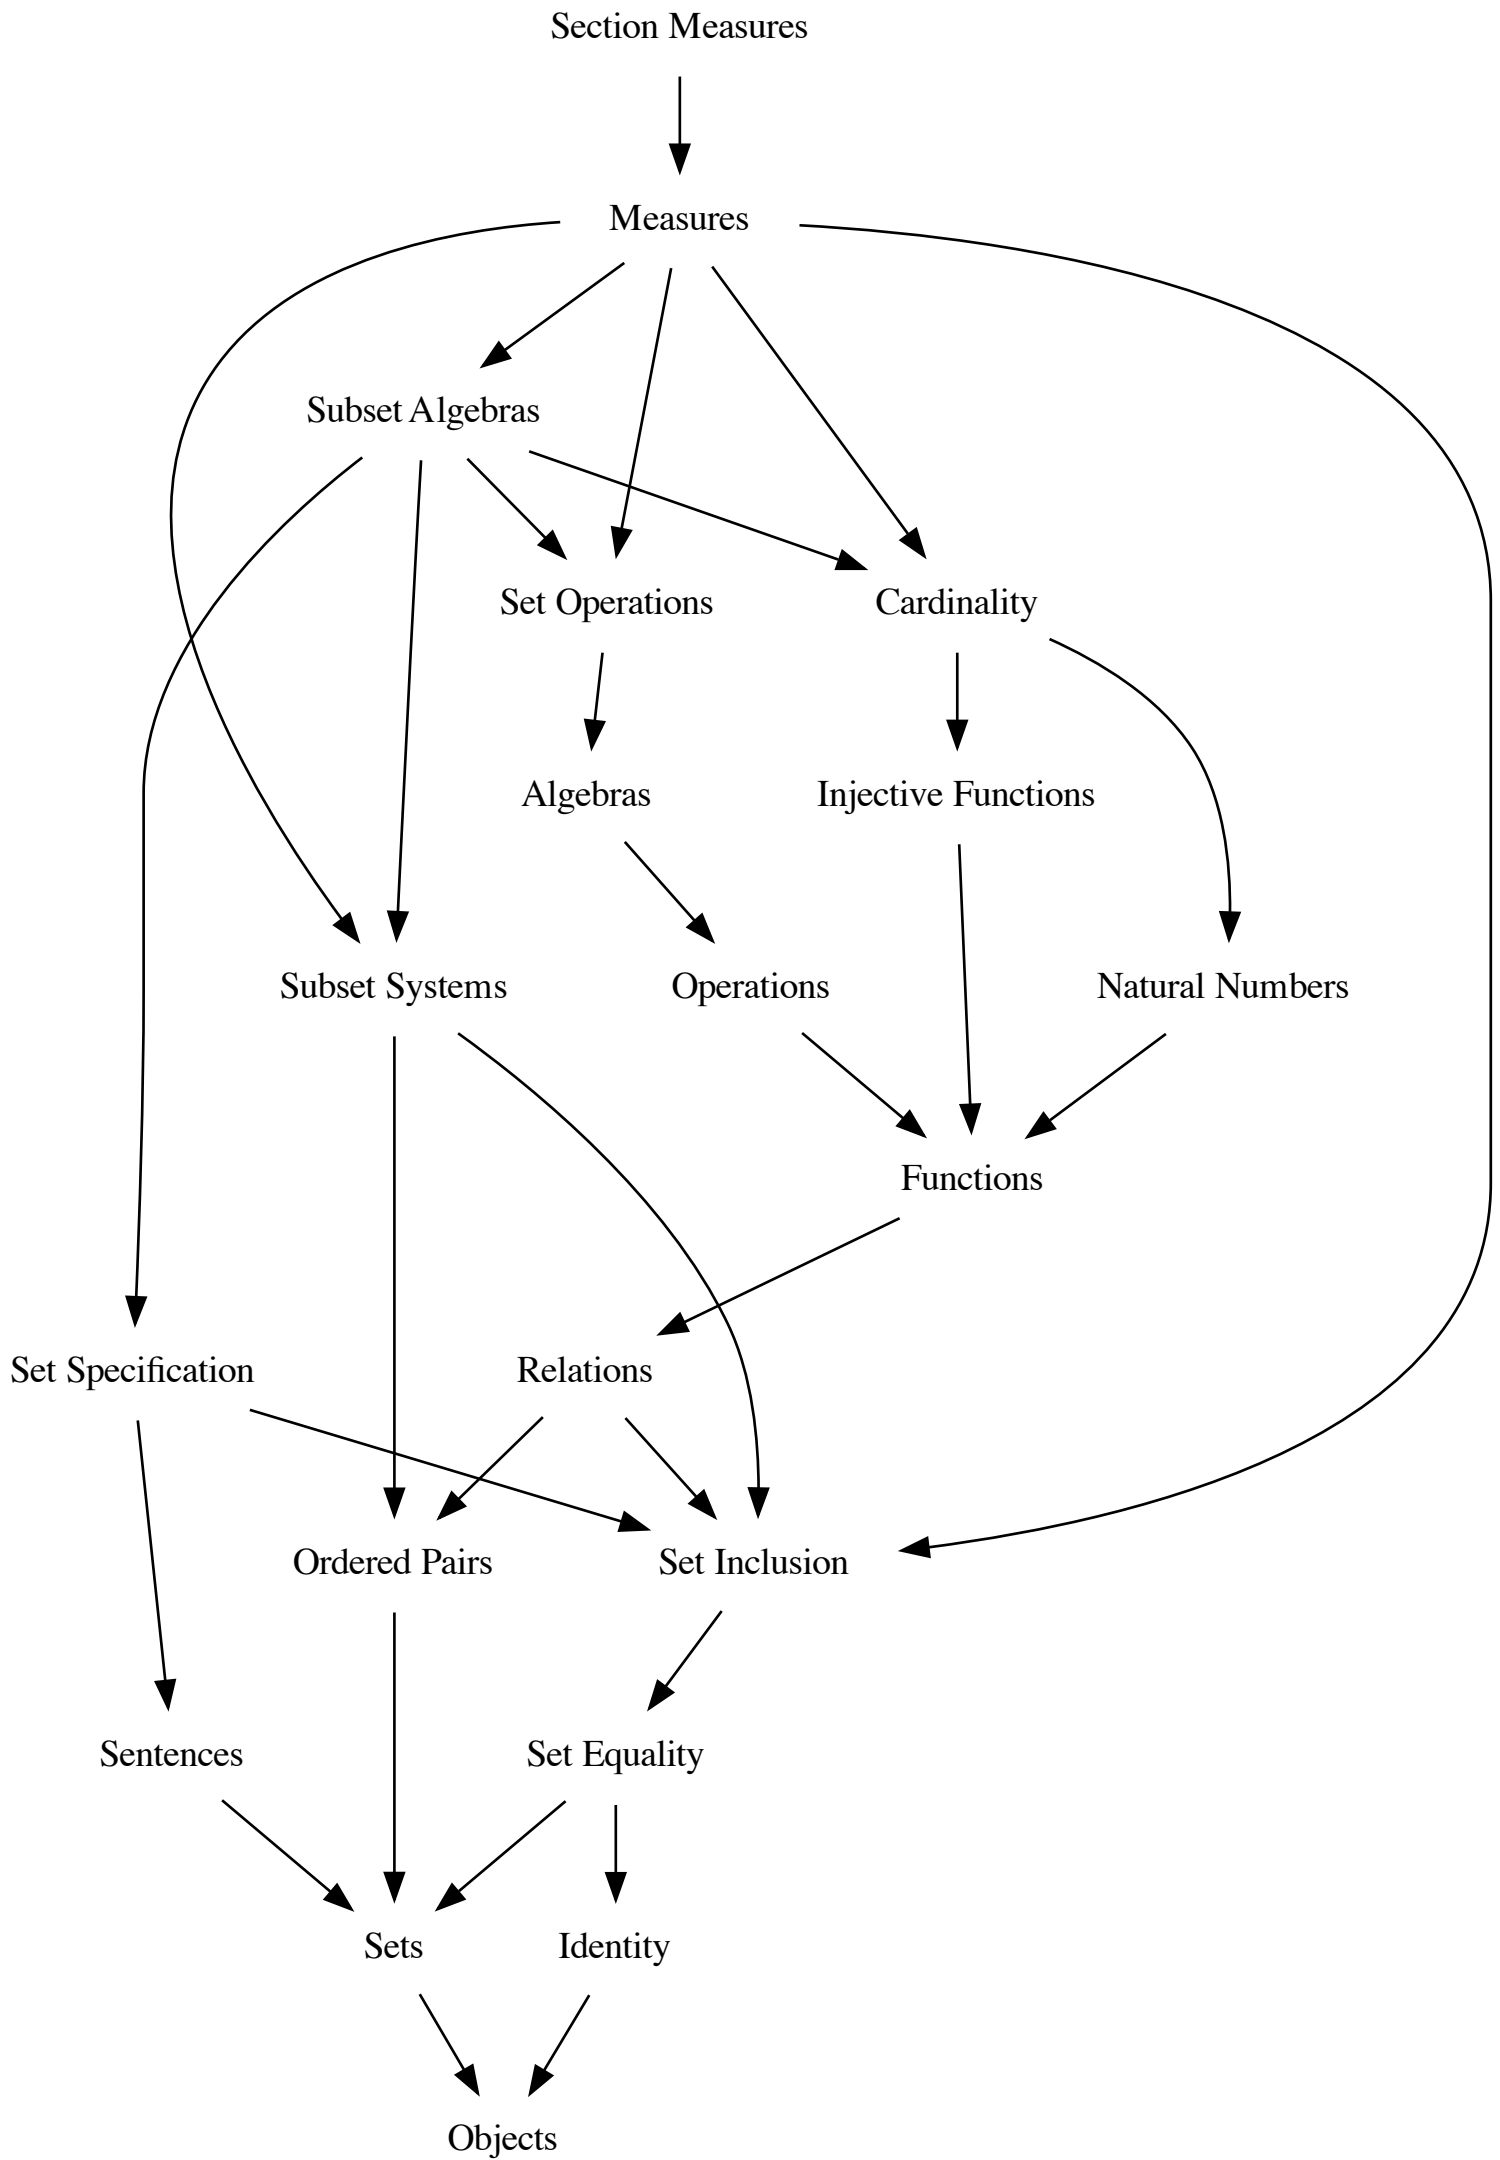 Section Measures
Measures
Subset Algebras
Set Operations
Cardinality
Algebras
Injective Functions
Subset Systems
Operations
Natural Numbers
Functions
Set Specification
Relations
Ordered Pairs
Set Inclusion
Sentences
Set Equality
Sets
Identity
Objects